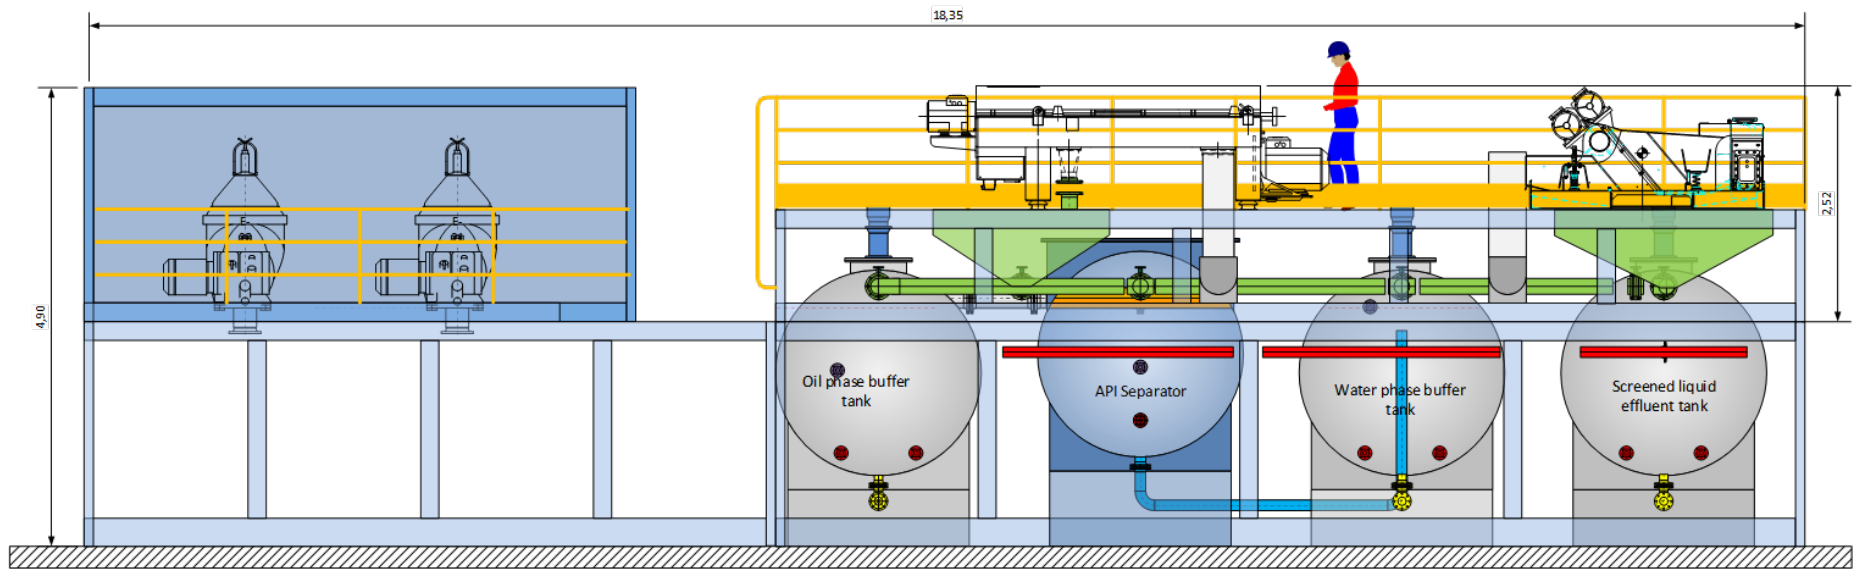 18,35
4,90
2,52
Oil phase buffer
tank
API Separator
Water phase buffer
tank
Screened liquid
effluent tank